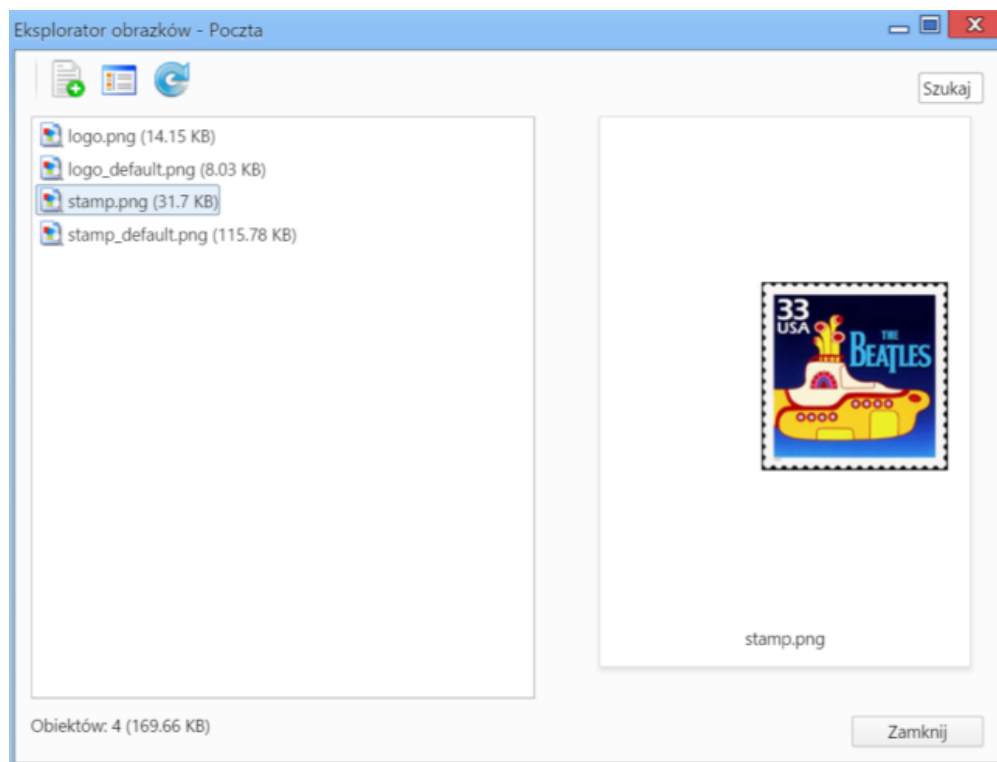 Eksplorator obrazków - Poczta
Szukaj
logo.png (14.15 KB)
logo_default.png (8.03 KB)
stamp.png (31.7 KB)
stamp_default.png (115.78 KB)
33
USA
THE
BEATLES
stamp.png
Obiektów: 4 (169.66 KB)
Zamknij